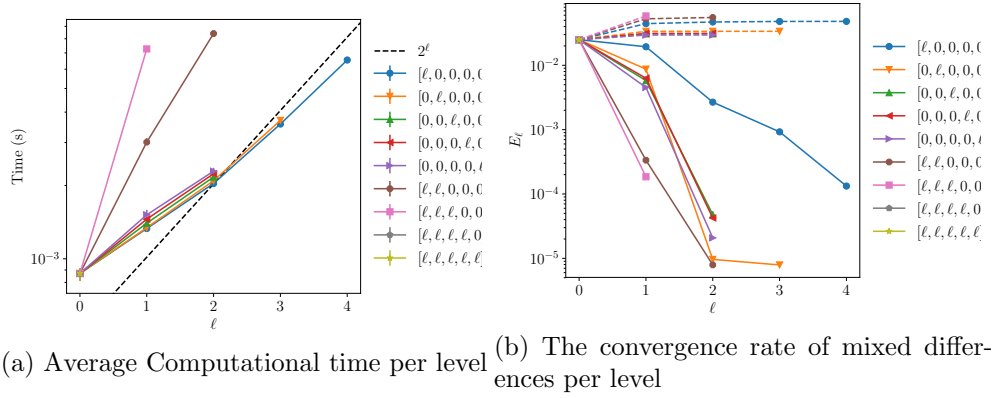 Time (s)
10⁻³
0 1 2 3 4
ℓ
2^ℓ
[ℓ, 0, 0, 0, 0
[0, ℓ, 0, 0, 0
[0, 0, ℓ, 0, 0
[0, 0, 0, ℓ, 0
[0, 0, 0, 0, ℓ
[ℓ, ℓ, 0, 0, 0
[ℓ, ℓ, ℓ, 0, 0
[ℓ, ℓ, ℓ, ℓ, 0
[ℓ, ℓ, ℓ, ℓ, ℓ]
(a) Average Computational time per level
E_ℓ
10⁻²
10⁻³
10⁻⁴
10⁻⁵
0 1 2 3 4
ℓ
[ℓ, 0, 0, 0, 0
[0, ℓ, 0, 0, 0
[0, 0, ℓ, 0, 0
[0, 0, 0, ℓ, 0
[0, 0, 0, 0, ℓ
[ℓ, ℓ, 0, 0, 0
[ℓ, ℓ, ℓ, 0, 0
[ℓ, ℓ, ℓ, ℓ, 0
[ℓ, ℓ, ℓ, ℓ, ℓ]
(b) The convergence rate of mixed differ-
ences per level